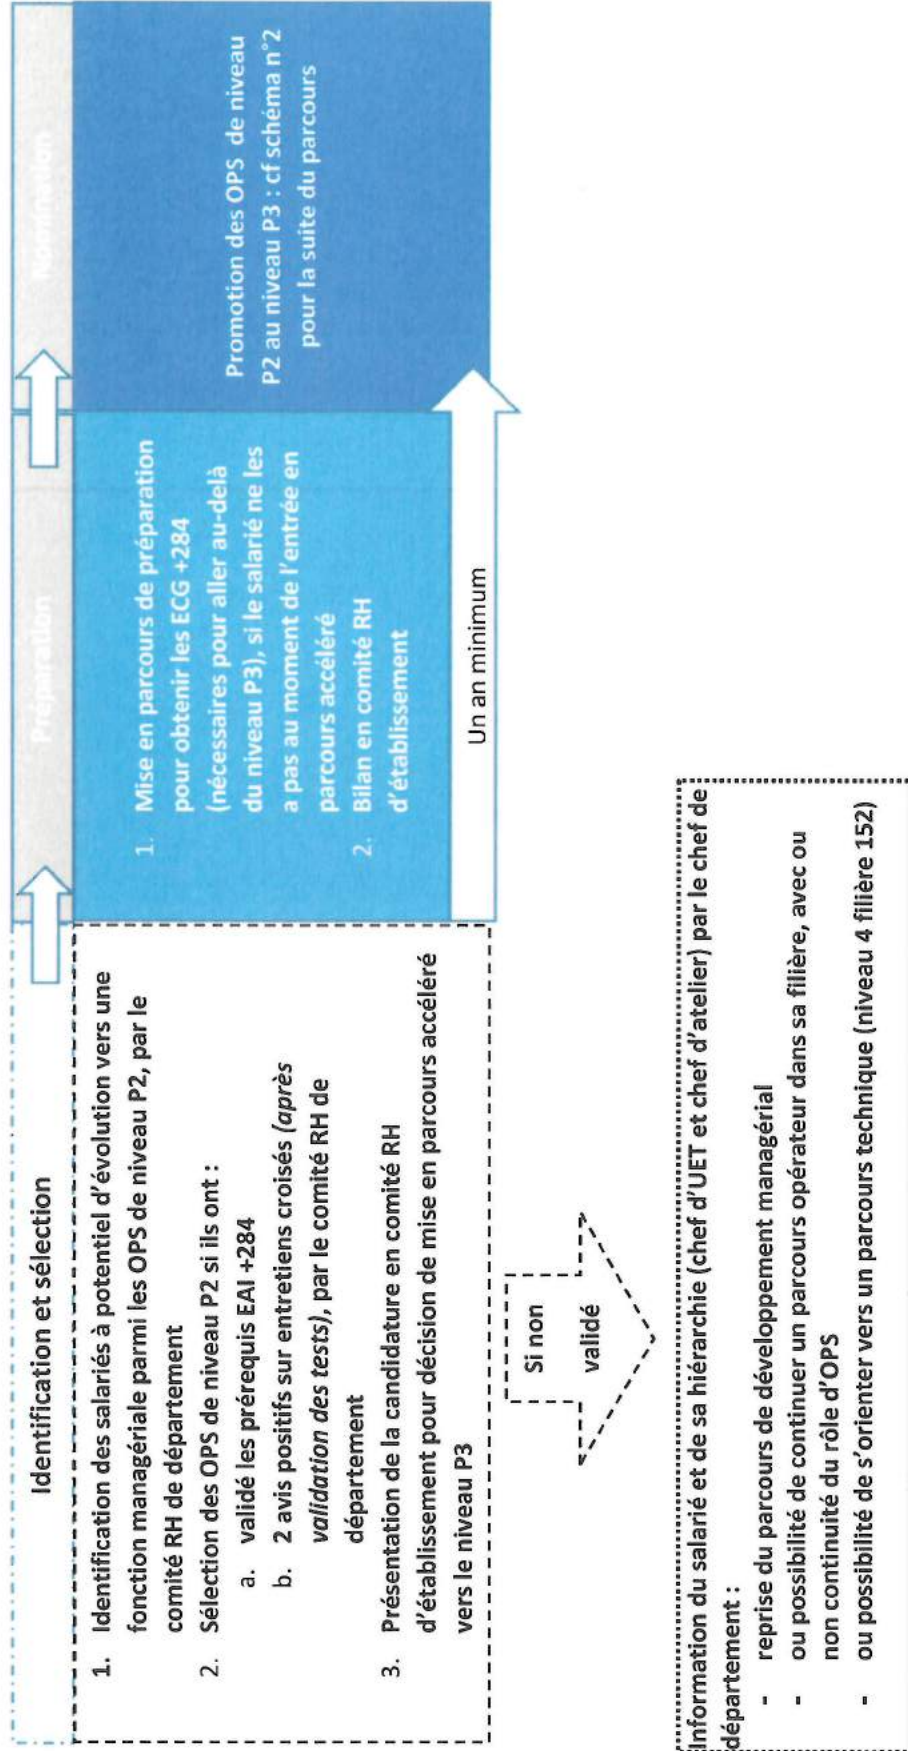 Identification et sélection
Préparation
Nomination
1. Identification des salariés à potentiel d'évolution vers une
fonction managériale parmi les OPS de niveau P2, par le
comité RH de département
2. Sélection des OPS de niveau P2 si ils ont :
a. validé les prérequis EAI +284
b. 2 avis positifs sur entretiens croisés (après
validation des tests), par le comité RH de
département
3. Présentation de la candidature en comité RH
d'établissement pour décision de mise en parcours accéléré
vers le niveau P3
1. Mise en parcours de préparation
pour obtenir les ECG +284
(nécessaires pour aller au-delà
du niveau P3), si le salarié ne les
a pas au moment de l'entrée en
parcours accéléré
2. Bilan en comité RH
d'établissement
Promotion des OPS de niveau
P2 au niveau P3 : cf schéma n°2
pour la suite du parcours
Un an minimum
Si non
validé
Information du salarié et de sa hiérarchie (chef d'UET et chef d'atelier) par le chef de
département :
- reprise du parcours de développement managérial
- ou possibilité de continuer un parcours opérateur dans sa filière, avec ou
non continuité du rôle d'OPS
- ou possibilité de s'orienter vers un parcours technique (niveau 4 filière 152)